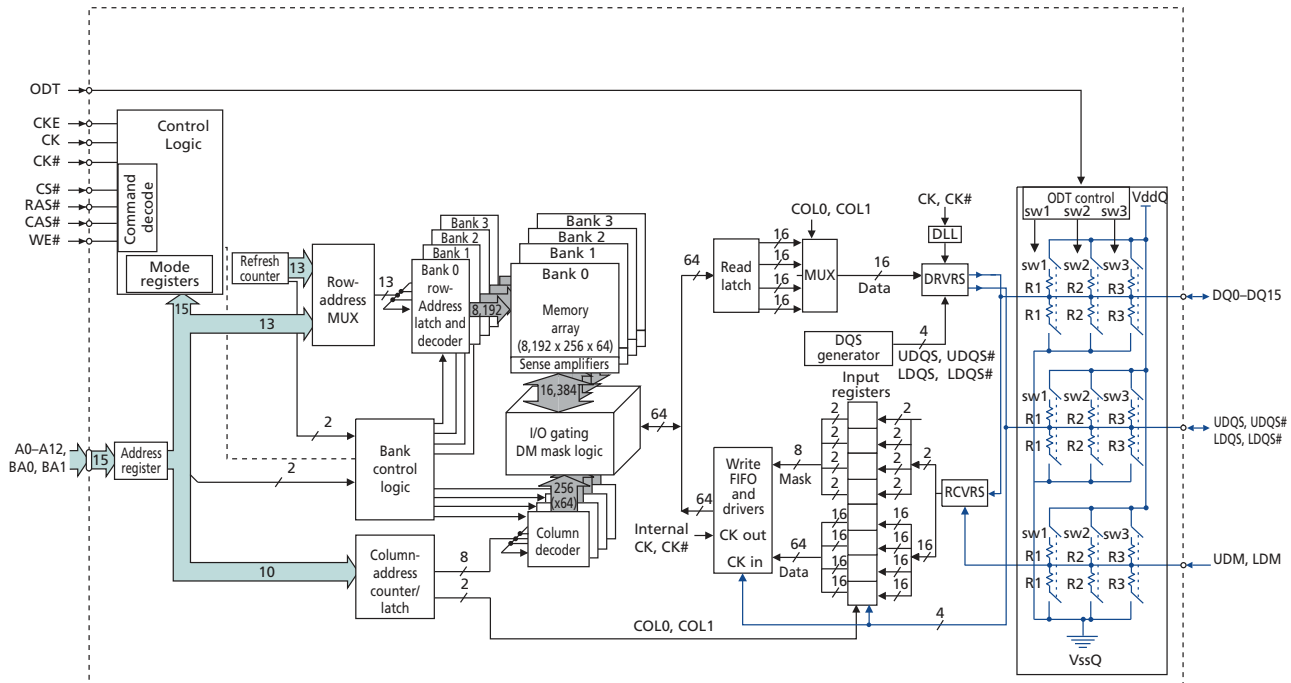 ODT
CKE
CK
CK#
CS#
RAS#
CAS#
WE#
Control
Logic
Command
decode
Mode
registers
15
Refresh
counter
13
13
Row-
address
MUX
13
Bank 3
Bank 2
Bank 1
Bank 0
row-
Address
latch and
decoder
8,192
Bank 3
Bank 2
Bank 1
Bank 0
Memory
array
(8,192 x 256 x 64)
Sense amplifiers
16,384
I/O gating
DM mask logic
64
64
Read
latch
16
16
16
16
COL0, COL1
MUX
16
Data
CK, CK#
DLL
DRVRS
DQS
generator
4
UDQS, UDQS#
LDQS, LDQS#
A0–A12,
BA0, BA1
15
Address
register
2
2
Bank
control
logic
256
(x64)
Column
decoder
10
Column-
address
counter/
latch
8
2
COL0, COL1
64
Internal
CK, CK#
Write
FIFO
and
drivers
CK out
CK in
8
Mask
64
Data
Input
registers
2
2
2
2
2
2
2
2
2
16
16
16
16
16
16
16
16
16
RCVRS
4
ODT control
VddQ
sw1 sw2 sw3
sw1 sw2 sw3
R1 R2 R3
R1 R2 R3
DQ0–DQ15
sw1 sw2 sw3
R1 R2 R3
R1 R2 R3
UDQS, UDQS#
LDQS, LDQS#
sw1 sw2 sw3
R1 R2 R3
R1 R2 R3
UDM, LDM
VssQ